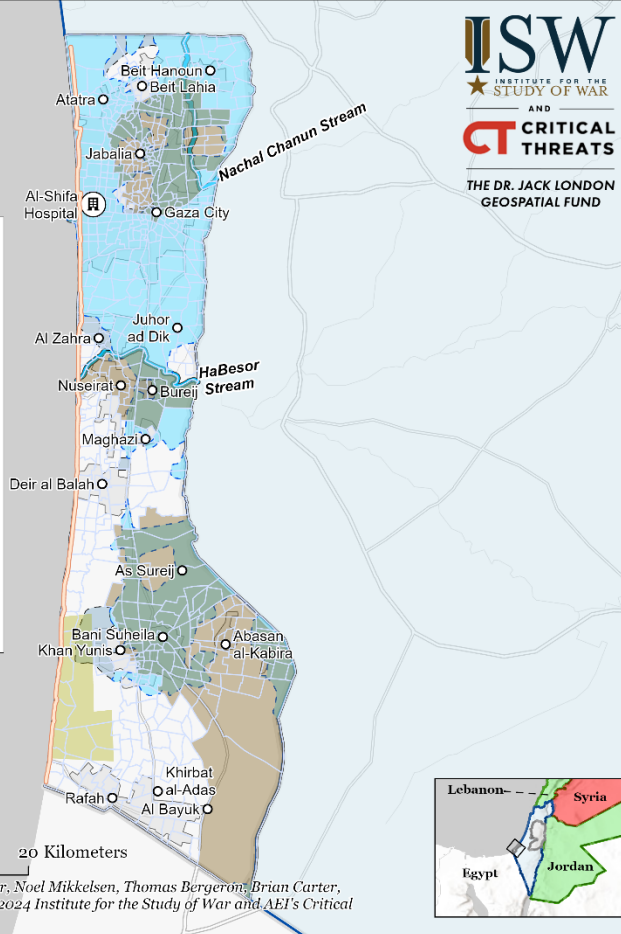 ISW
INSTITUTE FOR THE
STUDY OF WAR
AND
CT CRITICAL
THREATS
THE DR. JACK LONDON
GEOSPATIAL FUND
Beit Hanoun
Beit Lahia
Atatra
Nachal Chanun Stream
Jabalia
Al-Shifa
Hospital
Gaza City
Juhor
ad Dik
Al Zahra
HaBesor
Stream
Nuseirat
Bureij
Maghazi
Deir al Balah
As Sureij
Bani Suheila
Abasan
al-Kabira
Khan Yunis
Khirbat
al-Adas
Rafah
Al Bayuk
Lebanon
Syria
Egypt
Jordan
20 Kilometers
r, Noel Mikkelsen, Thomas Bergeron, Brian Carter,
2024 Institute for the Study of War and AEI's Critical